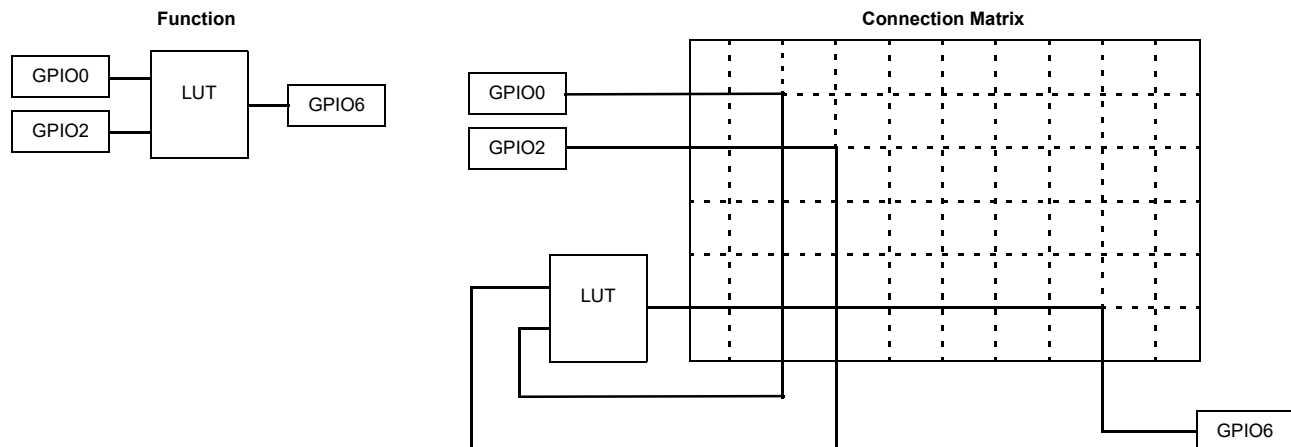 Function
GPIO0
GPIO2
LUT
GPIO6
Connection Matrix
GPIO0
GPIO2
LUT
GPIO6